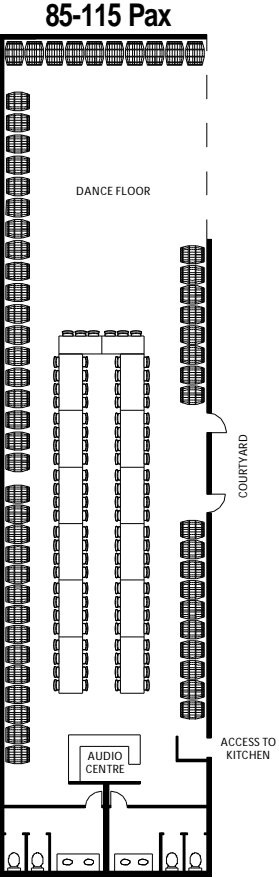 85-115 Pax
DANCE FLOOR
COURTYARD
ACCESS TO
KITCHEN
AUDIO
CENTRE